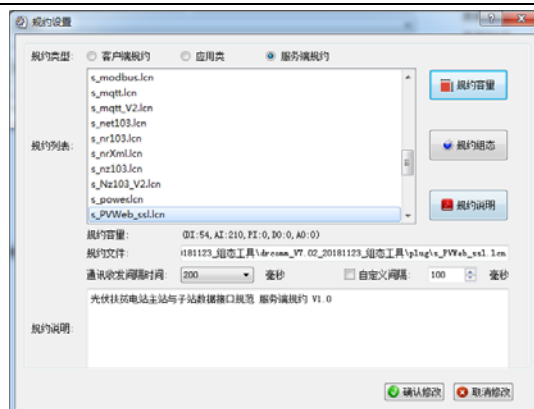 规约设置
规约类型: 客户端规约 应用类 服务端规约
s_modbus.lcn
s_mqtt.lcn
s_mqtt_V2.lcn
s_net103.lcn
s_nr103.lcn
s_nrXml.lcn
s_nz103.lcn
s_Nz103_V2.lcn
s_power.lcn
s_PVWeb_ssl.lcn
规约列表:
规约容量
规约组态
规约说明
规约容量: (DI:54, AI:210, PI:0, DO:0, AO:0)
规约文件: 0181123_组态工具\drcomm_V7.02_20181123_组态工具\plug\s_PVWeb_ssl.lcn
通讯收发间隔时间: 200 毫秒 自定义间隔: 100 毫秒
规约说明:
光伏扶贫电站主站与子站数据接口规范 服务端规约 V1.0
确认修改 取消修改